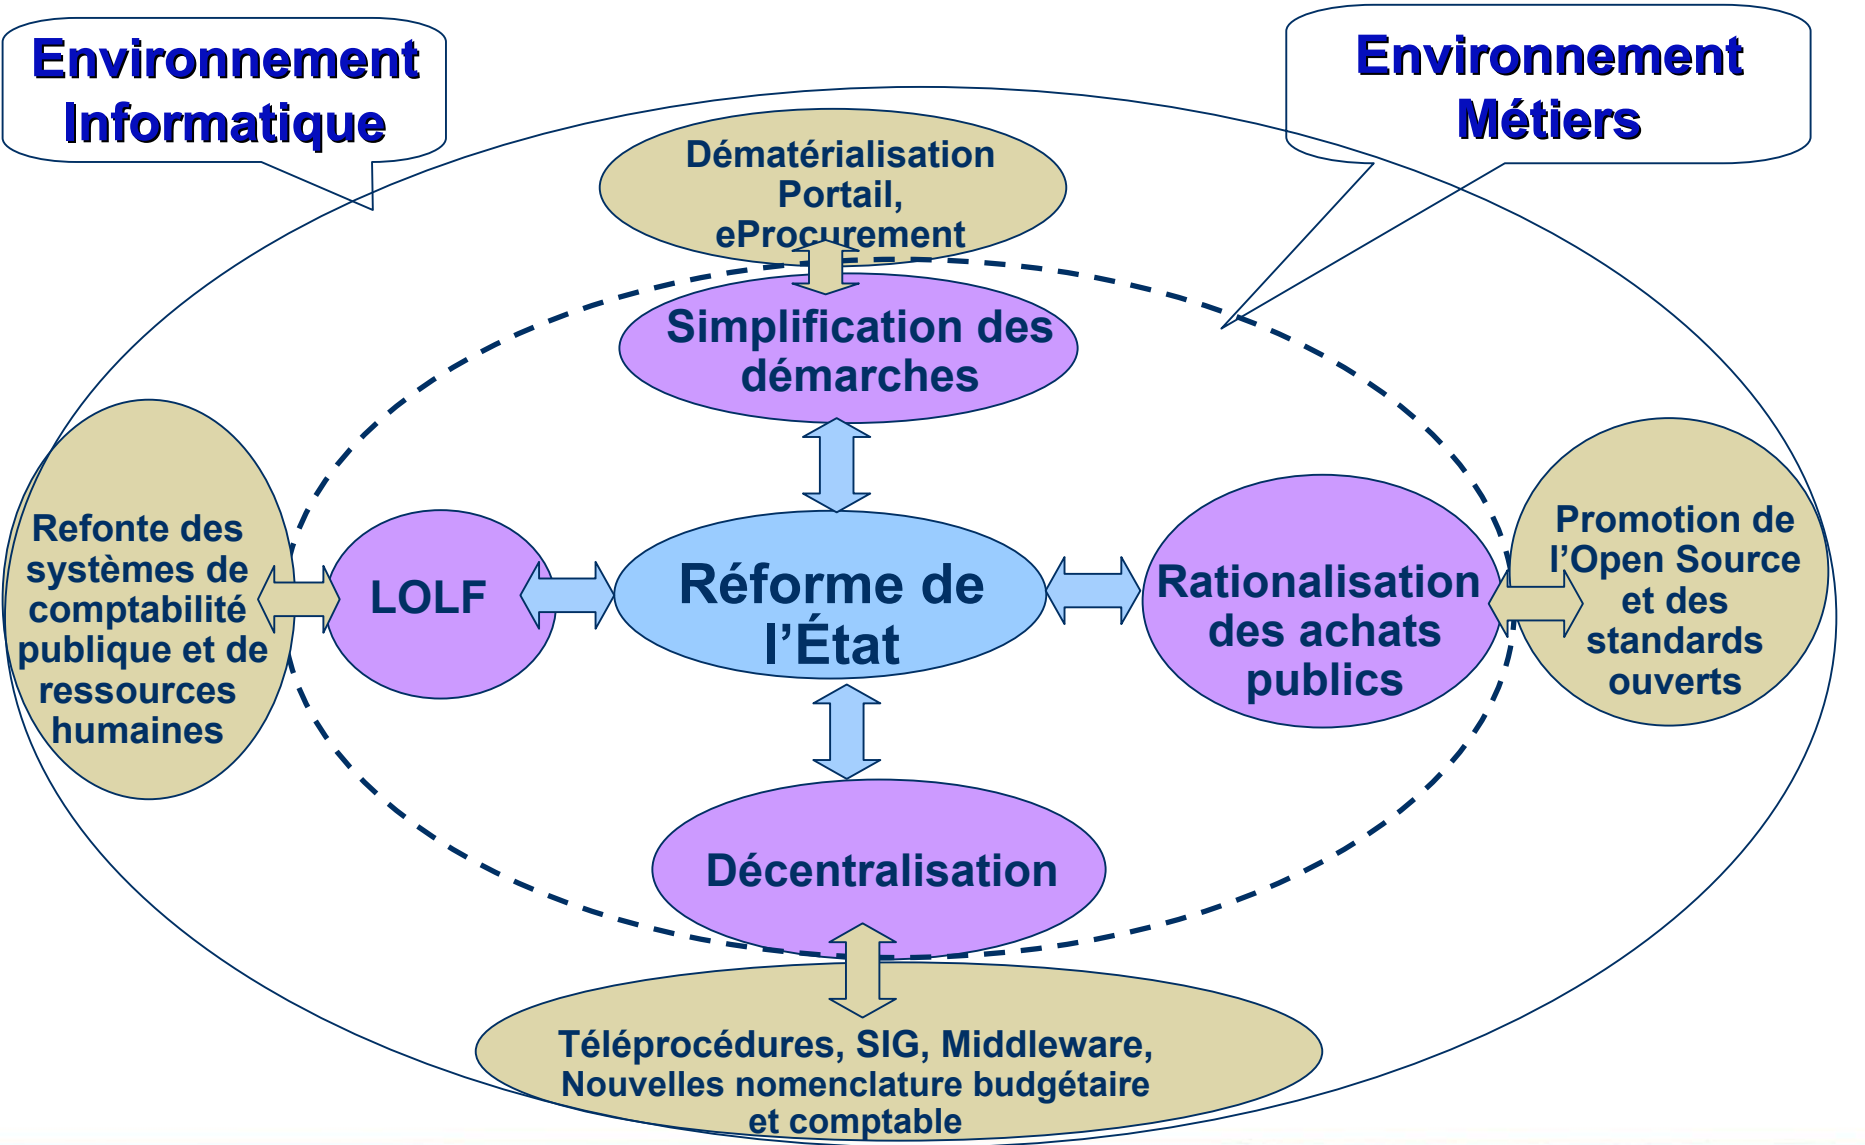 Environnement
Informatique
Environnement
Métiers
Dématérialisation
Portail,
eProcurement
Simplification des
démarches
Refonte des
systèmes de
comptabilité
publique et de
ressources
humaines
LOLF
Réforme de
l’État
Rationalisation
des achats
publics
Promotion de
l’Open Source
et des
standards
ouverts
Décentralisation
Téléprocédures, SIG, Middleware,
Nouvelles nomenclature budgétaire
et comptable